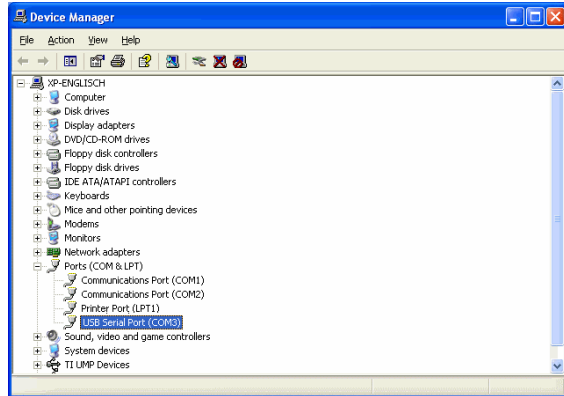 Device Manager
File Action View Help
XP-ENGLISCH
Computer
Disk drives
Display adapters
DVD/CD-ROM drives
Floppy disk controllers
Floppy disk drives
IDE ATA/ATAPI controllers
Keyboards
Mice and other pointing devices
Modems
Monitors
Network adapters
Ports (COM & LPT)
Communications Port (COM1)
Communications Port (COM2)
Printer Port (LPT1)
USB Serial Port (COM3)
Sound, video and game controllers
System devices
TI UMP Devices